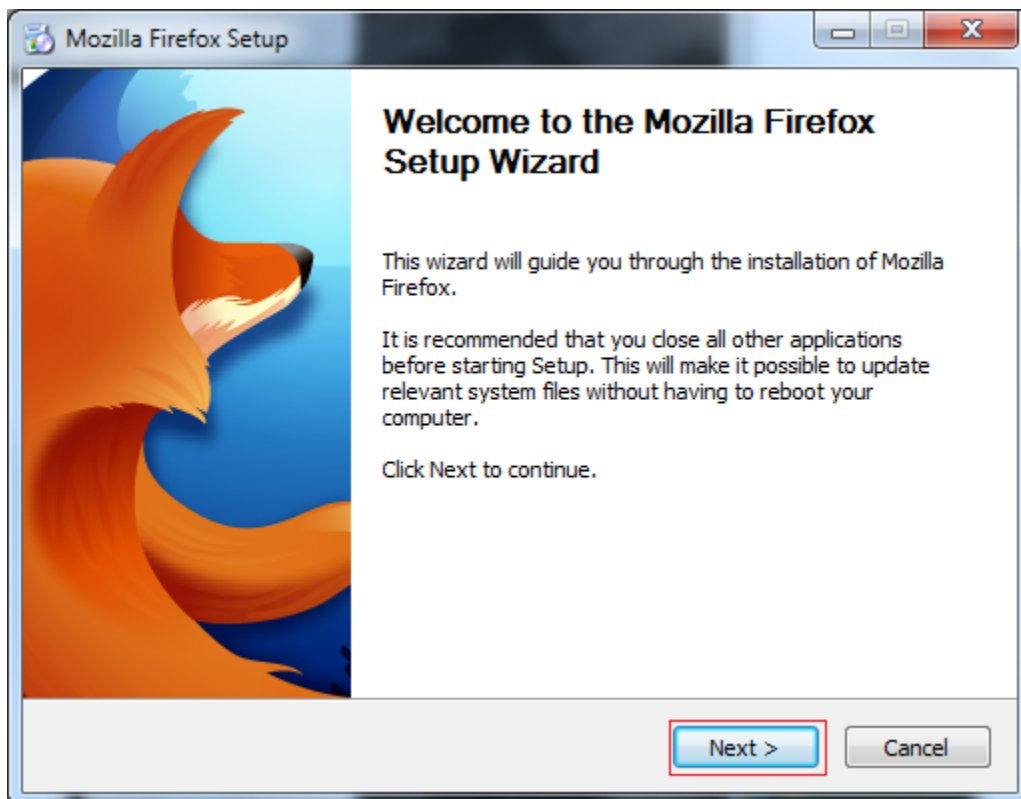 Mozilla Firefox Setup
Welcome to the Mozilla Firefox
Setup Wizard
This wizard will guide you through the installation of Mozilla
Firefox.
It is recommended that you close all other applications
before starting Setup. This will make it possible to update
relevant system files without having to reboot your
computer.
Click Next to continue.
Next >
Cancel